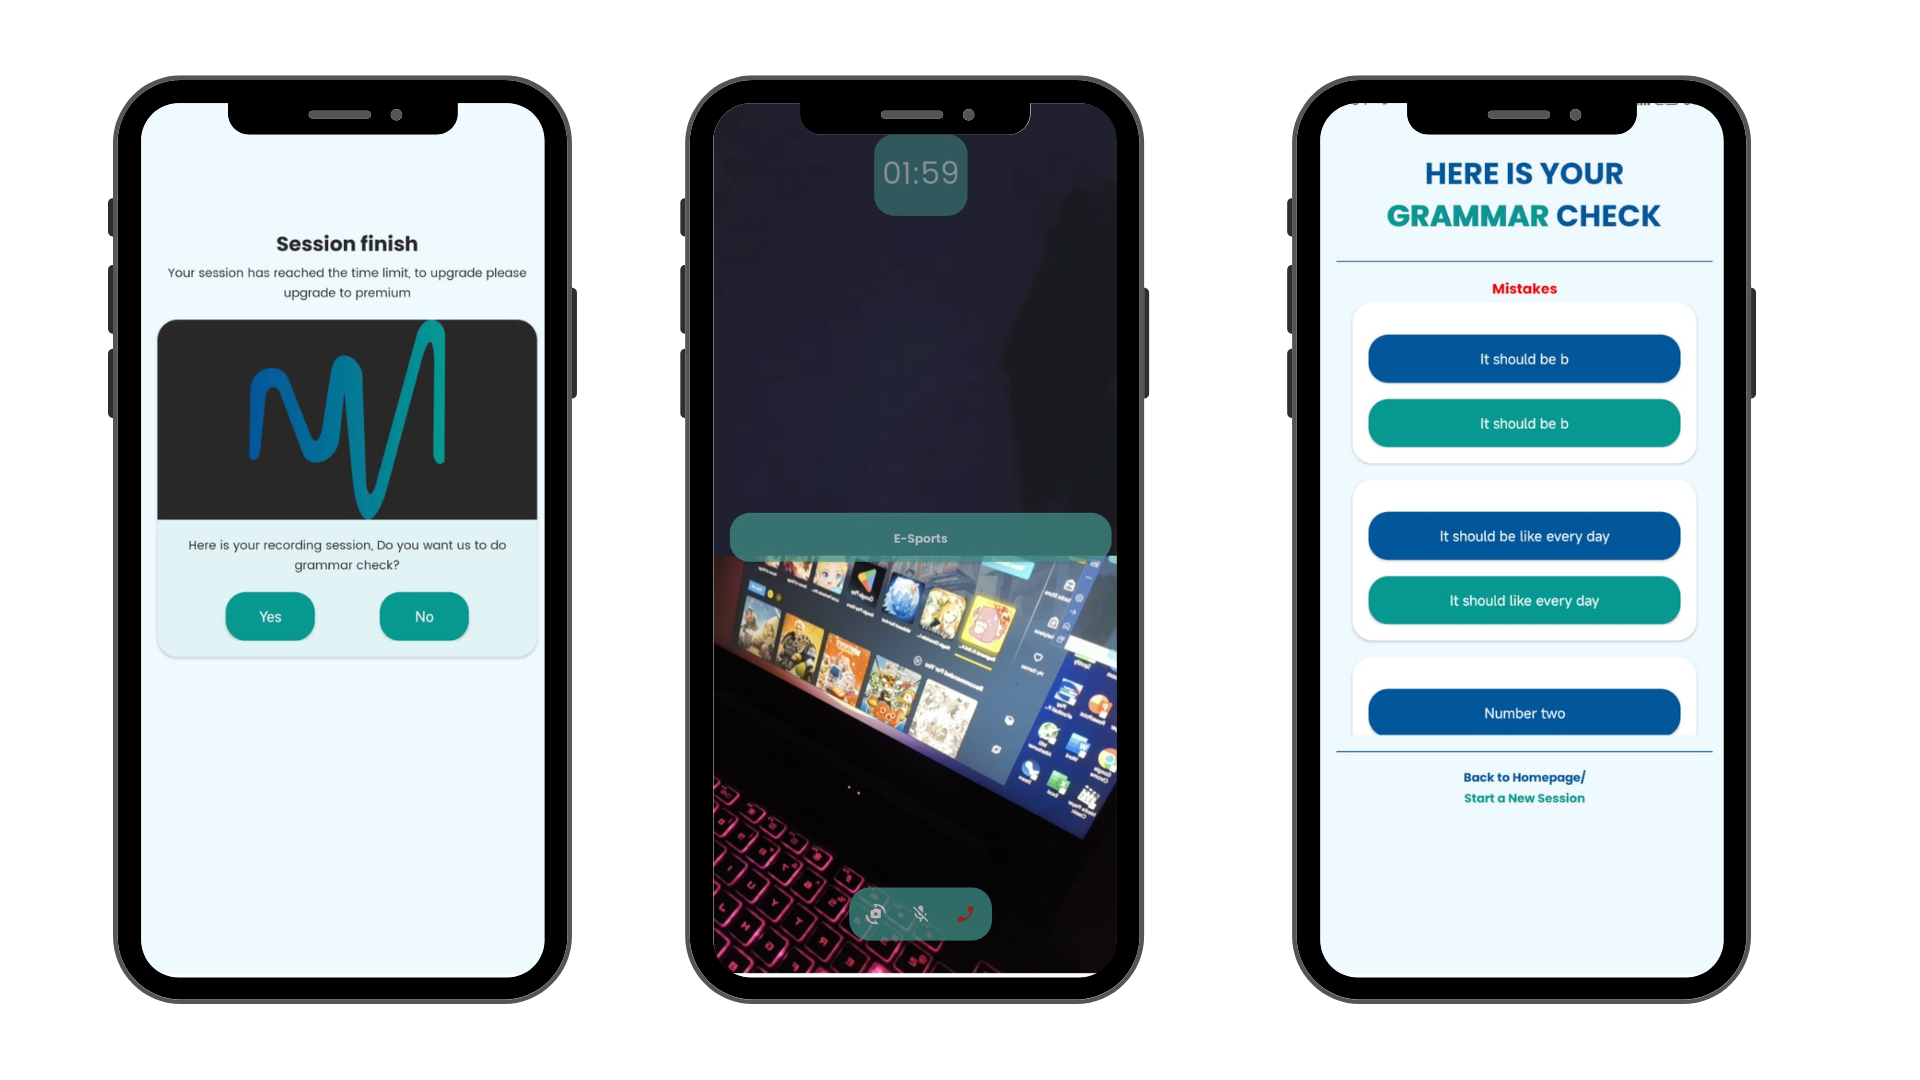 Session finish
Your session has reached the time limit, to upgrade please
upgrade to premium
Here is your recording session, Do you want us to do
grammar check?
Yes
No
01:59
E-Sports
HERE IS YOUR
GRAMMAR CHECK
Mistakes
It should be b
It should be b
It should be like every day
It should like every day
Number two
Back to Homepage/
Start a New Session